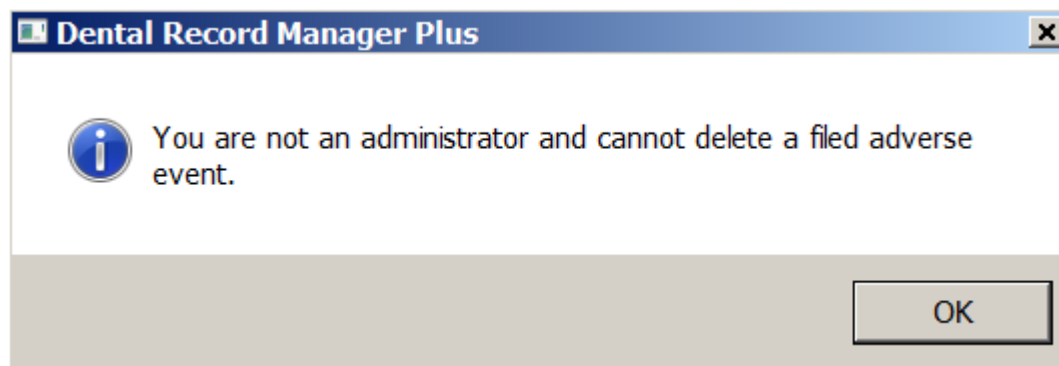 Dental Record Manager Plus
You are not an administrator and cannot delete a filed adverse
event.
OK